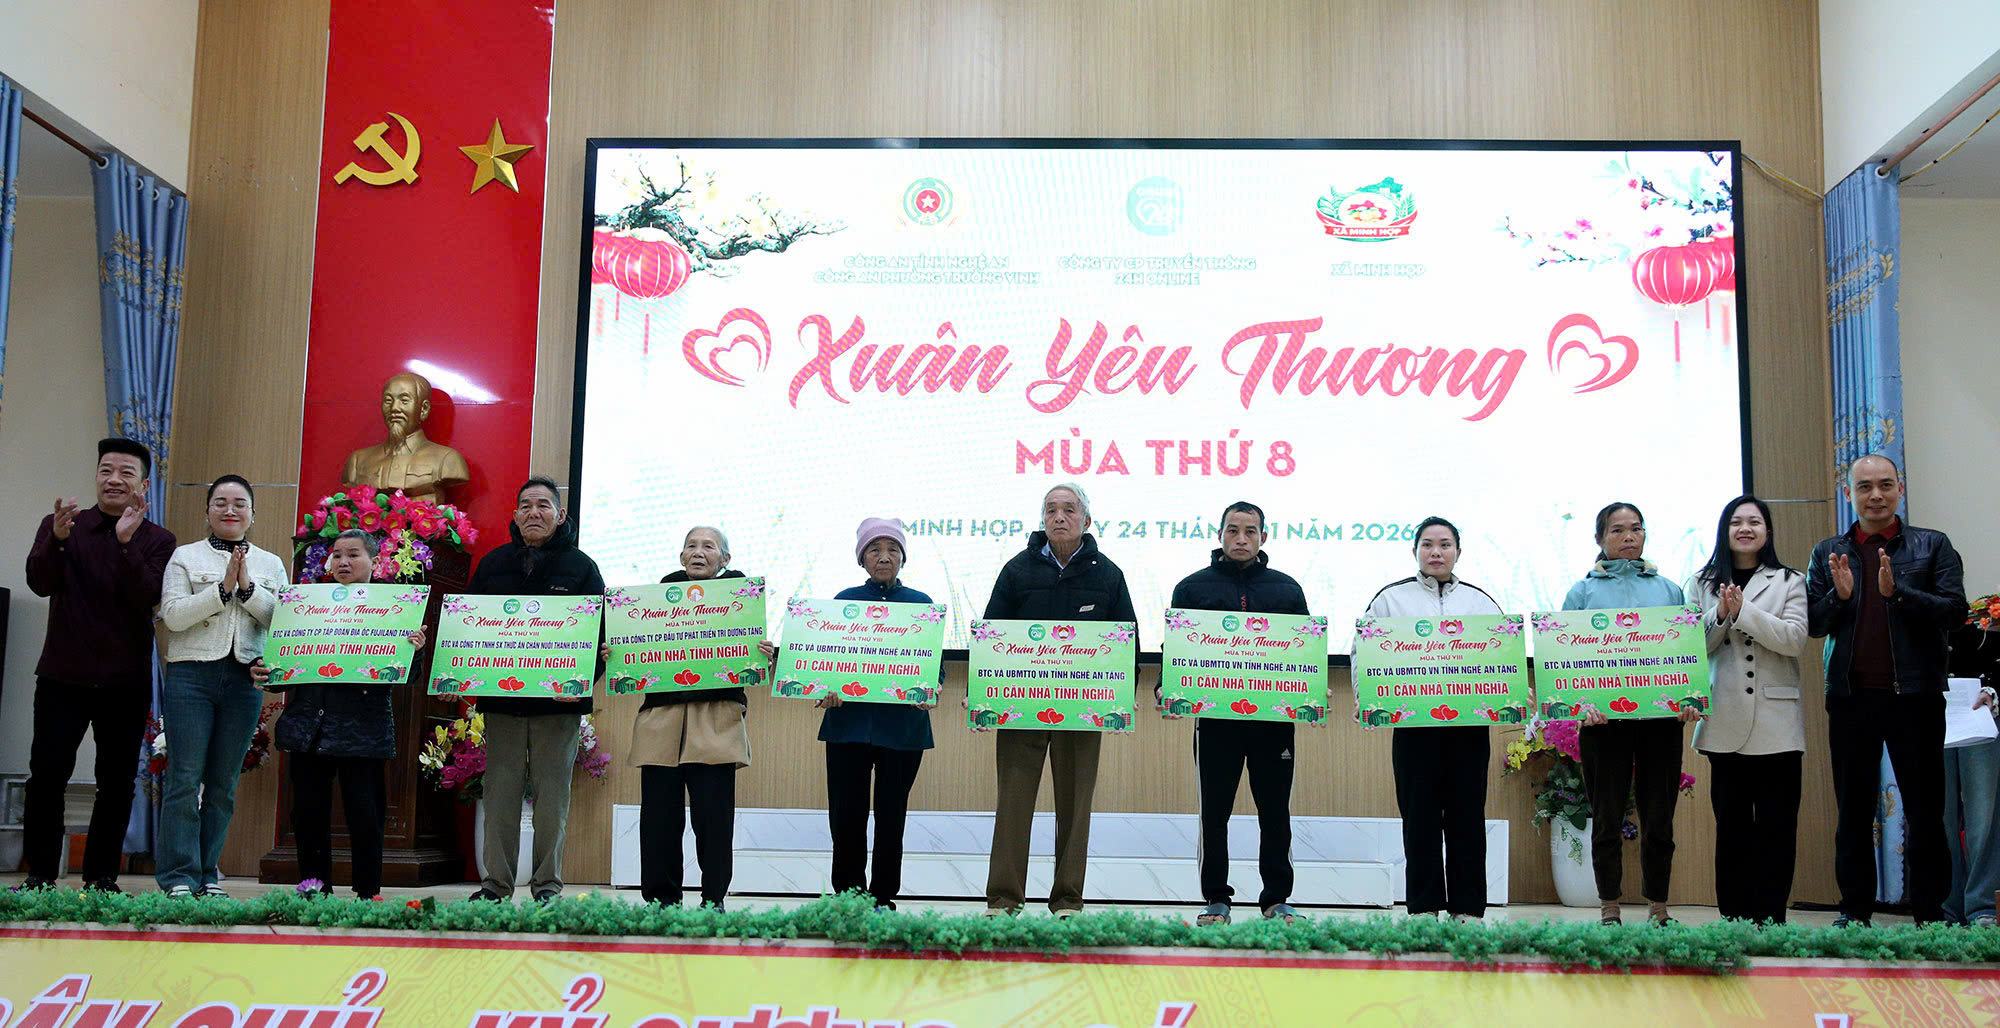 XÃ MINH HỢP
CÔNG AN TỈNH NGHỆ AN
CÔNG AN PHƯỜNG TRƯỜNG VINH
CÔNG TY CP TRUYỀN THÔNG
24H ONLINE
XÃ MINH HỢP
Xuân Yêu Thương
MÙA THỨ 8
MINH HỢP, 24 THÁNG 01 NĂM 2026
Xuân Yêu Thương
MÙA THỨ VIII
BTC VÀ CÔNG TY CP TẬP ĐOÀN ĐỊA ỐC FUJILAND TẶNG
01 CĂN NHÀ TÌNH NGHĨA
Xuân Yêu Thương
MÙA THỨ VIII
BTC VÀ CÔNG TY TNHH SX THỨC ĂN CHĂN NUÔI THÀNH ĐÔ TẶNG
01 CĂN NHÀ TÌNH NGHĨA
Xuân Yêu Thương
MÙA THỨ VIII
BTC VÀ CÔNG TY CP ĐẦU TƯ PHÁT TRIỂN TRI DƯƠNG TẶNG
01 CĂN NHÀ TÌNH NGHĨA
Xuân Yêu Thương
MÙA THỨ VIII
BTC VÀ UBMTTQ VN TỈNH NGHỆ AN TẶNG
01 CĂN NHÀ TÌNH NGHĨA
Xuân Yêu Thương
MÙA THỨ VIII
BTC VÀ UBMTTQ VN TỈNH NGHỆ AN TẶNG
01 CĂN NHÀ TÌNH NGHĨA
Xuân Yêu Thương
MÙA THỨ VIII
BTC VÀ UBMTTQ VN TỈNH NGHỆ AN TẶNG
01 CĂN NHÀ TÌNH NGHĨA
Xuân Yêu Thương
MÙA THỨ VIII
BTC VÀ UBMTTQ VN TỈNH NGHỆ AN TẶNG
01 CĂN NHÀ TÌNH NGHĨA
Xuân Yêu Thương
MÙA THỨ VIII
BTC VÀ UBMTTQ VN TỈNH NGHỆ AN TẶNG
01 CĂN NHÀ TÌNH NGHĨA
DÂN CHỦ - KỶ CƯƠNG